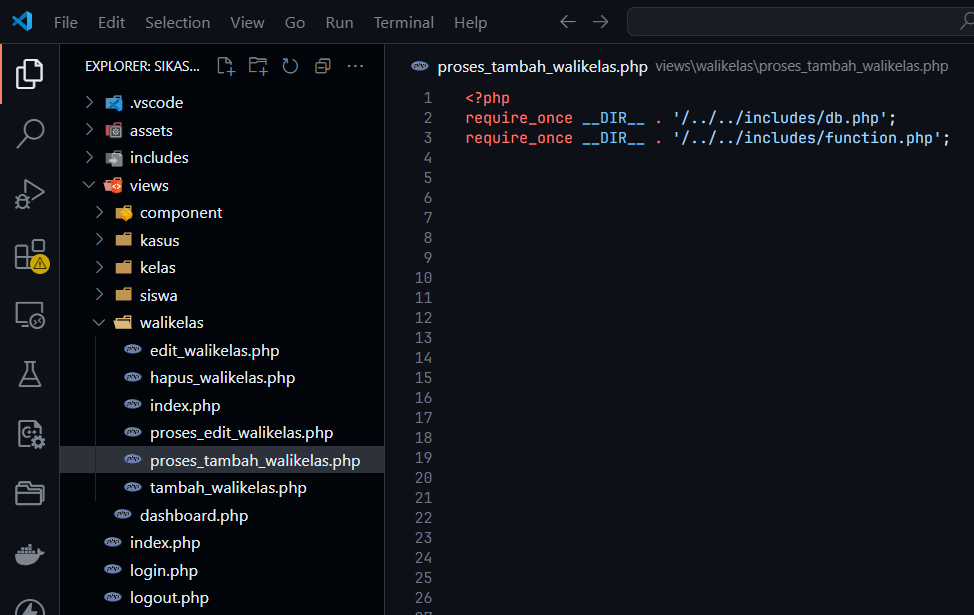 File Edit Selection View Go Run Terminal Help
EXPLORER: SIKAS...
.vscode
assets
includes
views
component
kasus
kelas
siswa
walikelas
edit_walikelas.php
hapus_walikelas.php
index.php
proses_edit_walikelas.php
proses_tambah_walikelas.php
tambah_walikelas.php
dashboard.php
index.php
login.php
logout.php
proses_tambah_walikelas.php views\walikelas\proses_tambah_walikelas.php
1 <?php
2 require_once __DIR__ . '/../../includes/db.php';
3 require_once __DIR__ . '/../../includes/function.php';
4
5
6
7
8
9
10
11
12
13
14
15
16
17
18
19
20
21
22
23
24
25
26